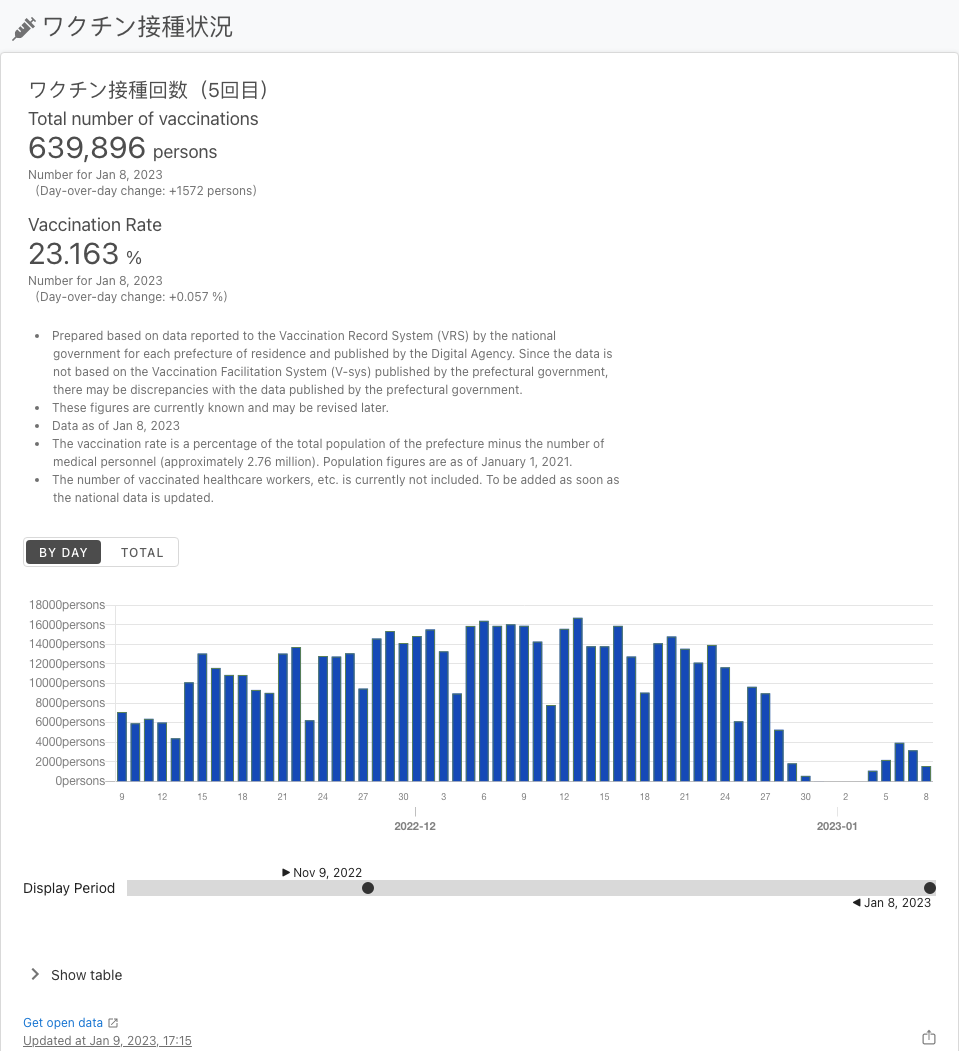 ワクチン接種状況
ワクチン接種回数（5回目）
Total number of vaccinations
639,896 persons
Number for Jan 8, 2023
（Day-over-day change: +1572 persons）
Vaccination Rate
23.163 %
Number for Jan 8, 2023
（Day-over-day change: +0.057 %）
• Prepared based on data reported to the Vaccination Record System (VRS) by the national
government for each prefecture of residence and published by the Digital Agency. Since the data is
not based on the Vaccination Facilitation System (V-sys) published by the prefectural government,
there may be discrepancies with the data published by the prefectural government.
• These figures are currently known and may be revised later.
• Data as of Jan 8, 2023
• The vaccination rate is a percentage of the total population of the prefecture minus the number of
medical personnel (approximately 2.76 million). Population figures are as of January 1, 2021.
• The number of vaccinated healthcare workers, etc. is currently not included. To be added as soon as
the national data is updated.
BY DAY TOTAL
18000persons
16000persons
14000persons
12000persons
10000persons
8000persons
6000persons
4000persons
2000persons
0persons
9 12 15 18 21 24 27 30 3 6 9 12 15 18 21 24 27 30 2 5 8
2022-12 2023-01
▶ Nov 9, 2022
Display Period
◀ Jan 8, 2023
Show table
Get open data
Updated at Jan 9, 2023, 17:15